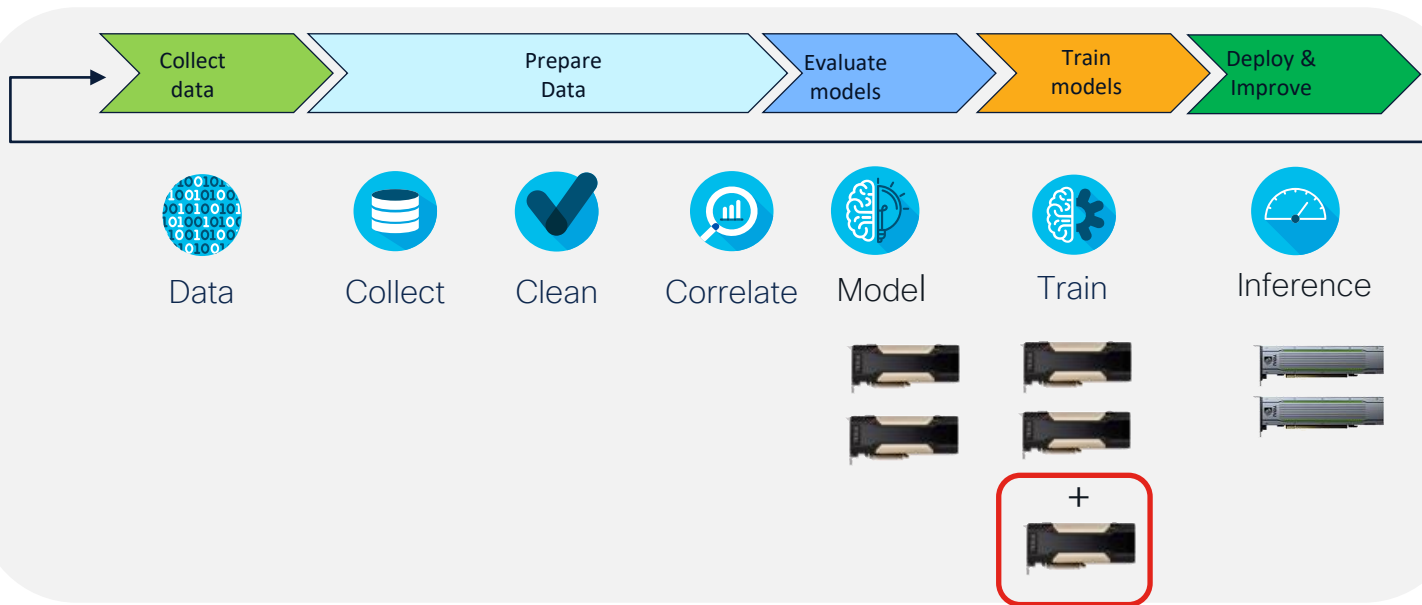 Collect
data
Prepare
Data
Evaluate
models
Train
models
Deploy &
Improve
Data
Collect
Clean
Correlate
Model
Train
Inference
+